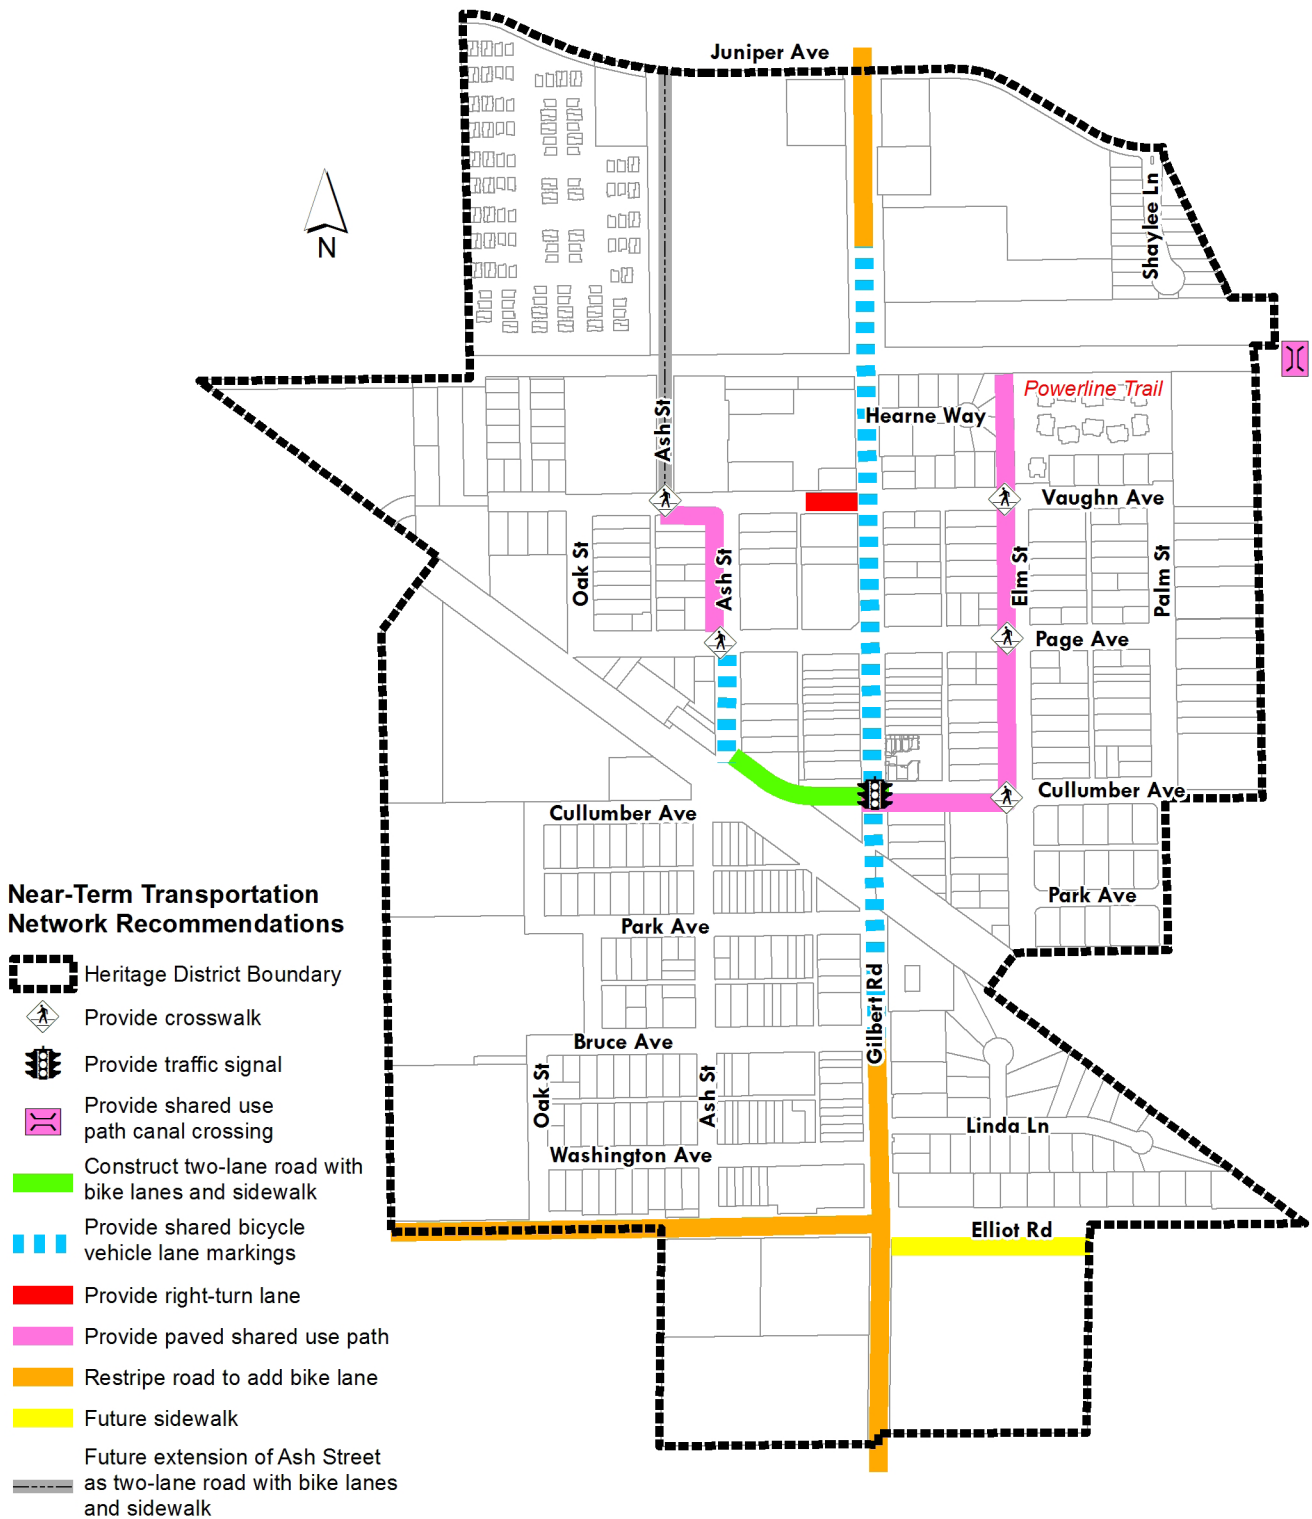 Juniper Ave
Shaylee Ln
N
Powerline Trail
Hearne Way
Ash St
Vaughn Ave
Oak St
Ash St
Elm St
Palm St
Page Ave
Cullumber Ave
Cullumber Ave
Park Ave
Park Ave
Gilbert Rd
Bruce Ave
Oak St
Ash St
Linda Ln
Washington Ave
Elliot Rd
Near-Term Transportation
Network Recommendations
Heritage District Boundary
Provide crosswalk
Provide traffic signal
Provide shared use
path canal crossing
Construct two-lane road with
bike lanes and sidewalk
Provide shared bicycle
vehicle lane markings
Provide right-turn lane
Provide paved shared use path
Restripe road to add bike lane
Future sidewalk
Future extension of Ash Street
as two-lane road with bike lanes
and sidewalk